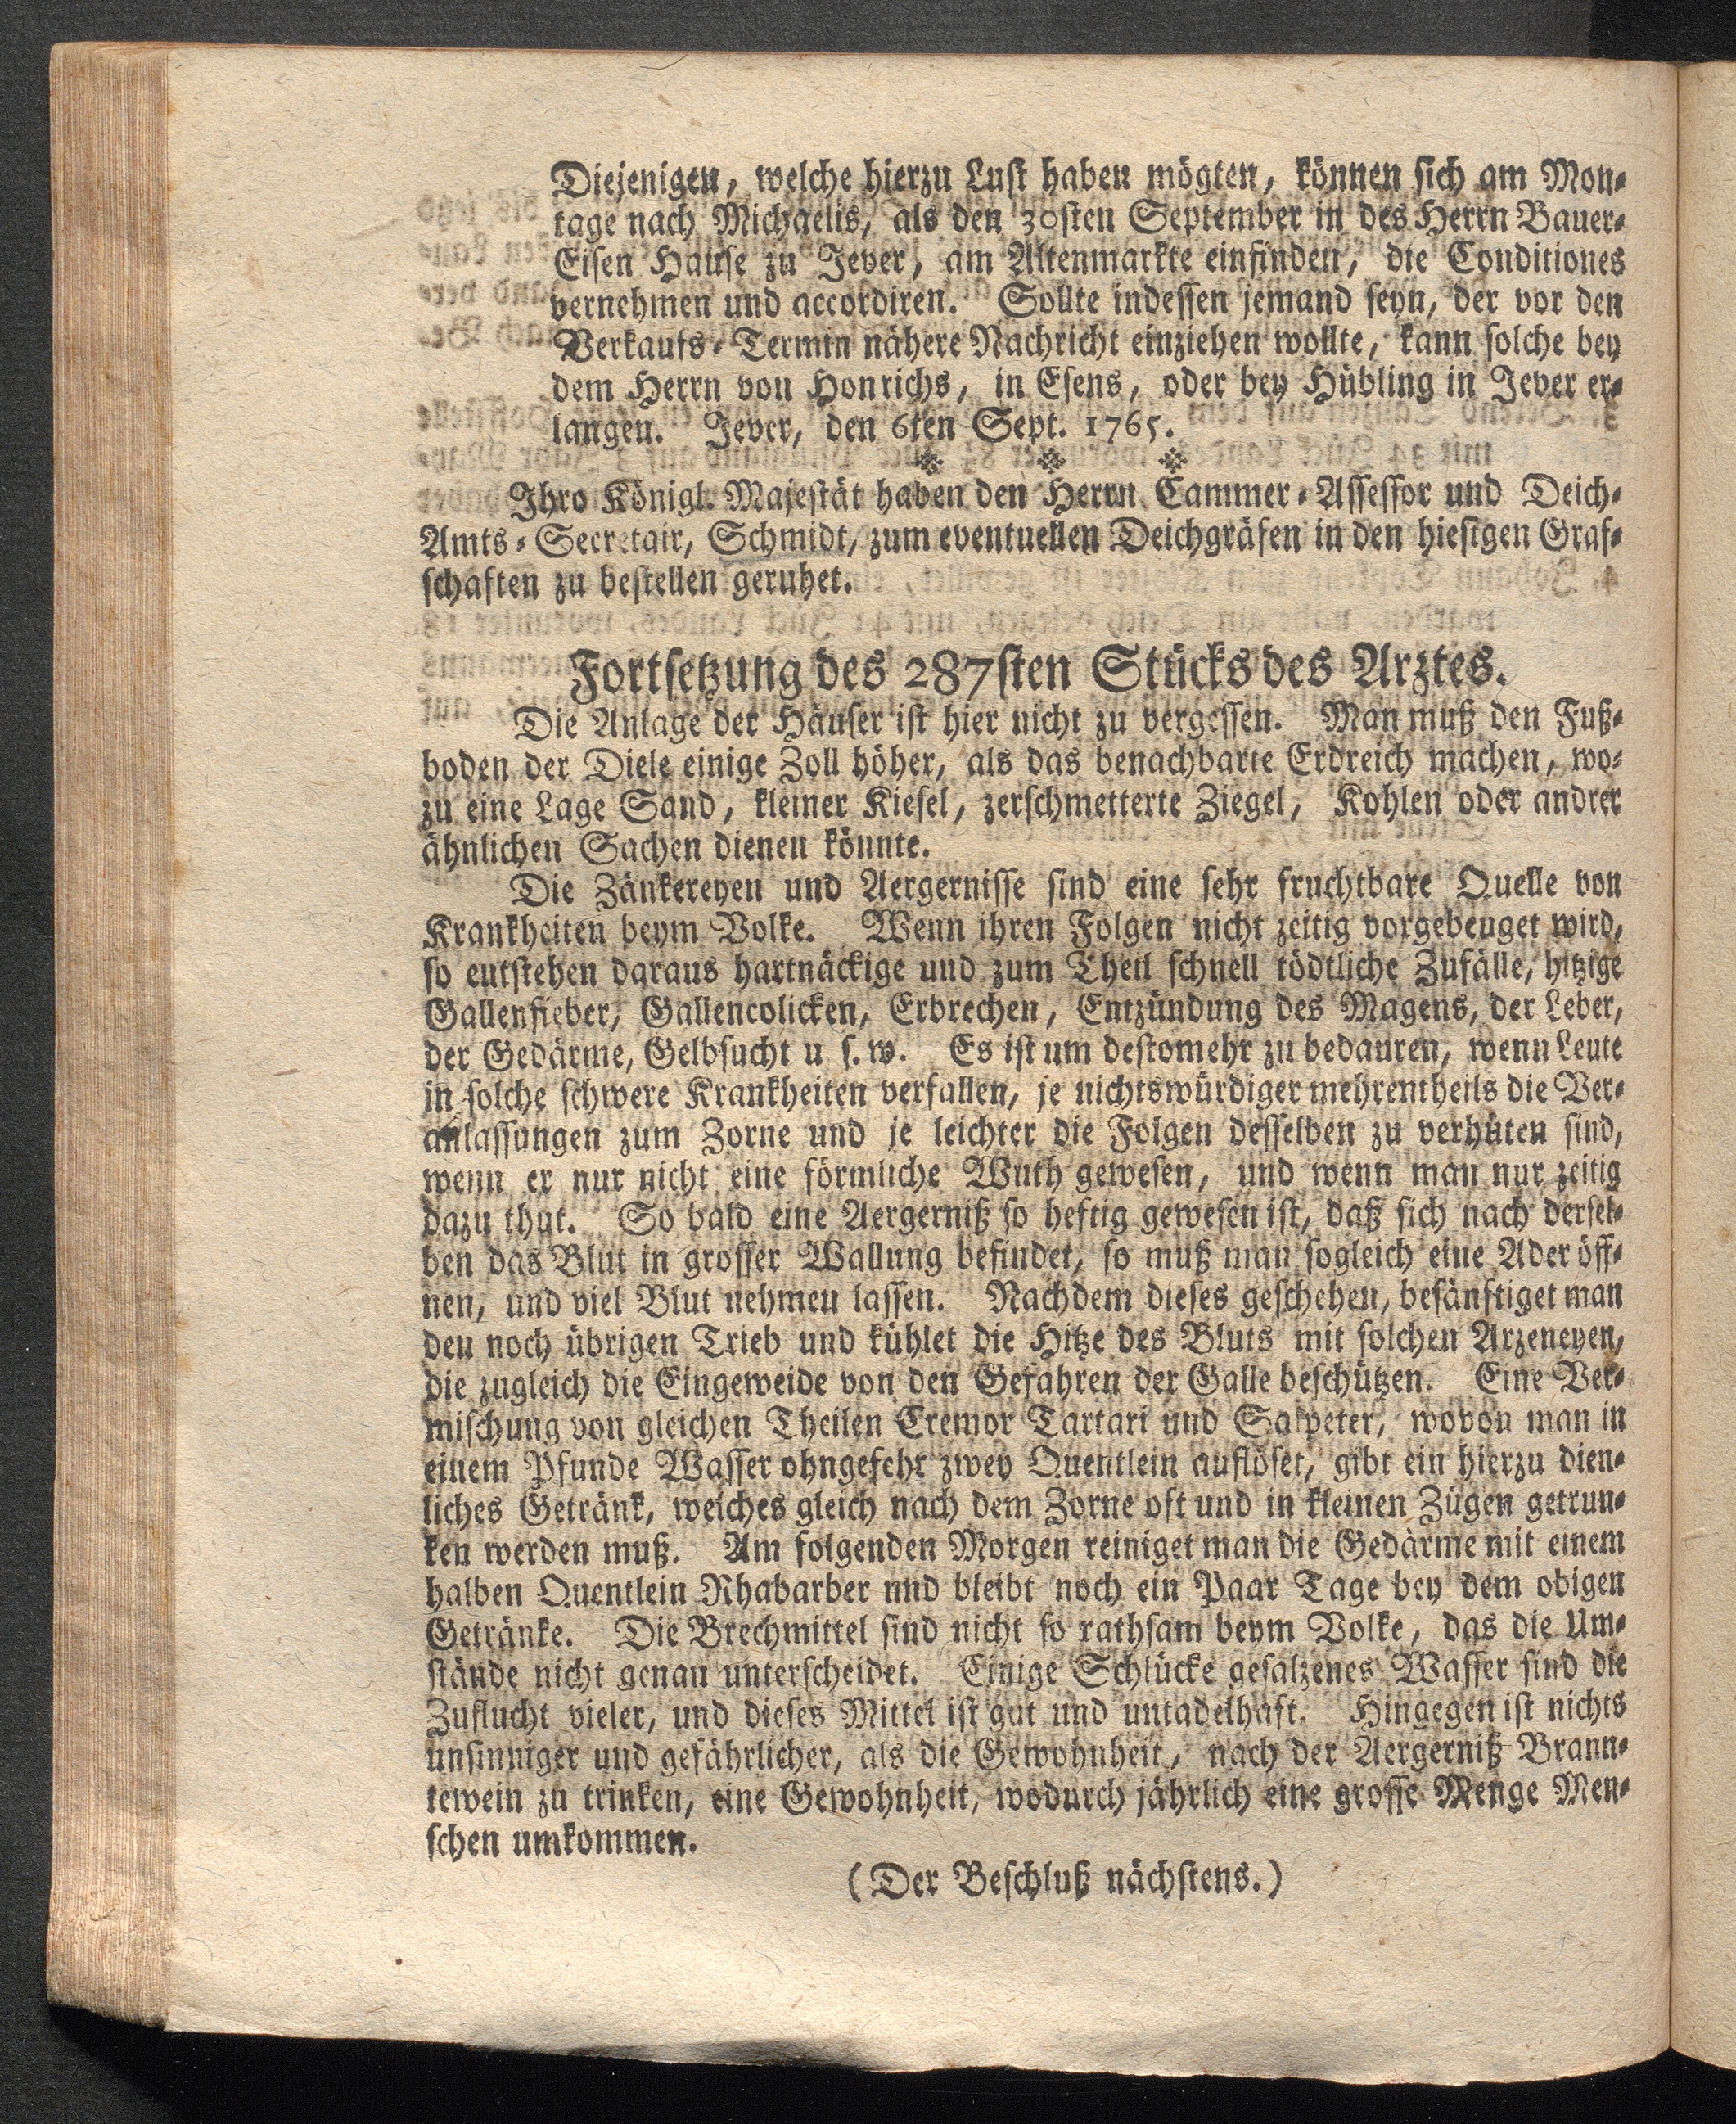 Diejenigen, welche hierzu Lust haben mögten, können sich am Mon-
tage nach Michaelis, als den 30sten September in des Herrn Bauer-
Eisen Hause zu Jever, am Altenmarkte einfinden, die Conditiones
vernehmen und accordiren. Sollte indessen jemand seyn, der vor den
Verkaufs-Termin nähere Nachricht einziehen wollte, kann solche bey
dem Herrn von Honrichs, in Esens, oder bey Hübling in Jever er-
langen. Jever, den 6ten Sept. 1765.
Ihro Königl. Majestät haben den Herrn Cammer-Assessor und Deich-
Amts-Secretair, Schmidt, zum eventuellen Deichgräfen in den hiesigen Graf-
schaften zu bestellen geruhet.
Fortsetzung des 287sten Stücks des Arztes.
Die Anlage der Häuser ist hier nicht zu vergessen. Man muß den Fuß-
boden der Diele einige Zoll höher, als das benachbarte Erdreich machen, wo-
zu eine Lage Sand, kleiner Kiesel, zerschmetterte Ziegel, Kohlen oder andrer
ähnlichen Sachen dienen könnte.
Die Zänkereyen und Aergernisse sind eine sehr fruchtbare Quelle von
Krankheiten beym Volke. Wenn ihren Folgen nicht zeitig vorgebeuget wird,
so entstehen daraus hartnäckige und zum Theil schnell tödtliche Zufälle, hitzige
Gallenfieber, Gallencolicken, Erbrechen, Entzündung des Magens, der Leber,
der Gedärme, Gelbsucht u s. w. Es ist um destomehr zu bedauren, wenn Leute
in solche schwere Krankheiten verfallen, je nichtswürdiger mehrentheils die Ver-
anlassungen zum Zorne und je leichter die Folgen desselben zu verhüten sind,
wenn er nur nicht eine förmliche Wuth gewesen, und wenn man nur zeitig
dazu thut. So bald eine Aergerniß so heftig gewesen ist, daß sich nach dersel-
ben das Blut in grosser Wallung befindet, so muß man sogleich eine Ader öff-
nen, und viel Blut nehmen lassen. Nachdem dieses geschehen, besänftiget man
den noch übrigen Trieb und kühlet die Hitze des Bluts mit solchen Arzeneyen,
die zugleich die Eingeweide von den Gefahren der Galle beschützen. Eine Ver-
mischung von gleichen Theilen Cremor Tartari und Salpeter, wovon man in
einem Pfunde Wasser ohngefehr zwey Quentlein auflöset, gibt ein hierzu dien-
liches Getränk, welches gleich nach dem Zorne oft und in kleinen Zügen getrun-
ken werden muß. Am folgenden Morgen reiniget man die Gedärme mit einem
halben Quentlein Rhabarber nnd bleibt noch ein Paar Tage bey dem obigen
Getränke. Die Brechmittel sind nicht so rathsam beym Volke, das die Um-
stände nicht genau unterscheidet. Einige Schlücke gesalzenes Wasser sind die
Zuflucht vieler, und dieses Mittel ist gut und untadelhaft. Hingegen ist nichts
unsinniger und gefährlicher, als die Gewohnheit, nach der Aergerniß Brann-
tewein zu trinken, eine Gewohnheit, wodurch jährlich eine grosse Menge Men-
schen umkommen.
(Der Beschluß nächstens.)